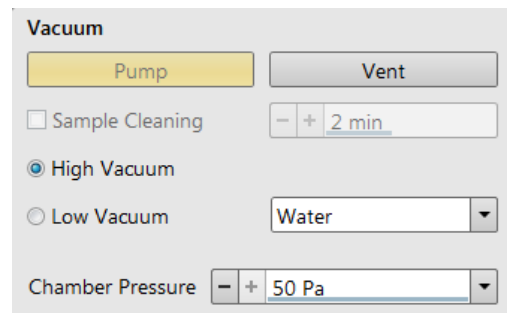 Vacuum
Pump Vent
Sample Cleaning − + 2 min
High Vacuum
Low Vacuum Water
Chamber Pressure − + 50 Pa